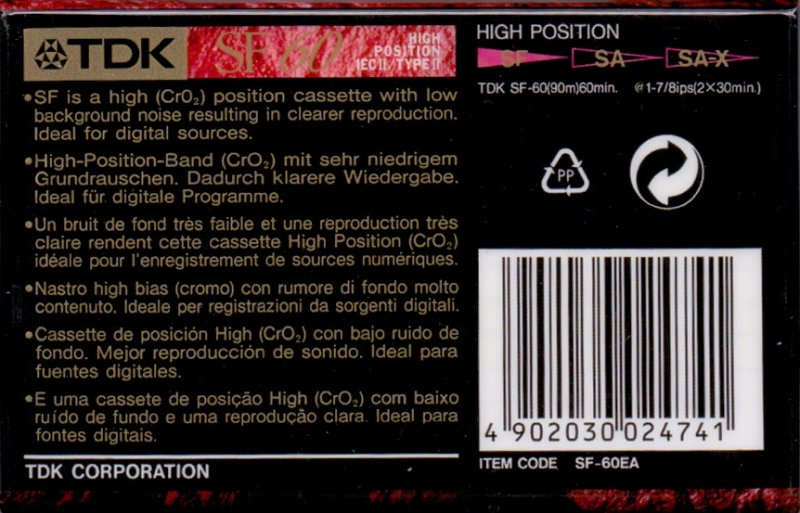 TDK SF 60 HIGH
POSITION
IEC II/TYPE II
•SF is a high (CrO₂) position cassette with low
background noise resulting in clearer reproduction.
Ideal for digital sources.
•High-Position-Band (CrO₂) mit sehr niedrigem
Grundrauschen. Dadurch klarere Wiedergabe.
Ideal für digitale Programme.
•Un bruit de fond très faible et une reproduction très
claire rendent cette cassette High Position (CrO₂)
idéale pour l'enregistrement de sources numériques.
•Nastro high bias (cromo) con rumore di fondo molto
contenuto. Ideale per registrazioni da sorgenti digitali.
•Cassette de posición High (CrO₂) con bajo ruido de
fondo. Mejor reproducción de sonido. Ideal para
fuentes digitales.
•E uma cassete de posição High (CrO₂) com baixo
ruído de fundo e uma reprodução clara. Ideal para
fontes digitais.
TDK CORPORATION
HIGH POSITION
SF SA SA-X
TDK SF-60(90m)60min. @1-7/8ips(2×30min.)
PP
4 902030 024741
ITEM CODE SF-60EA